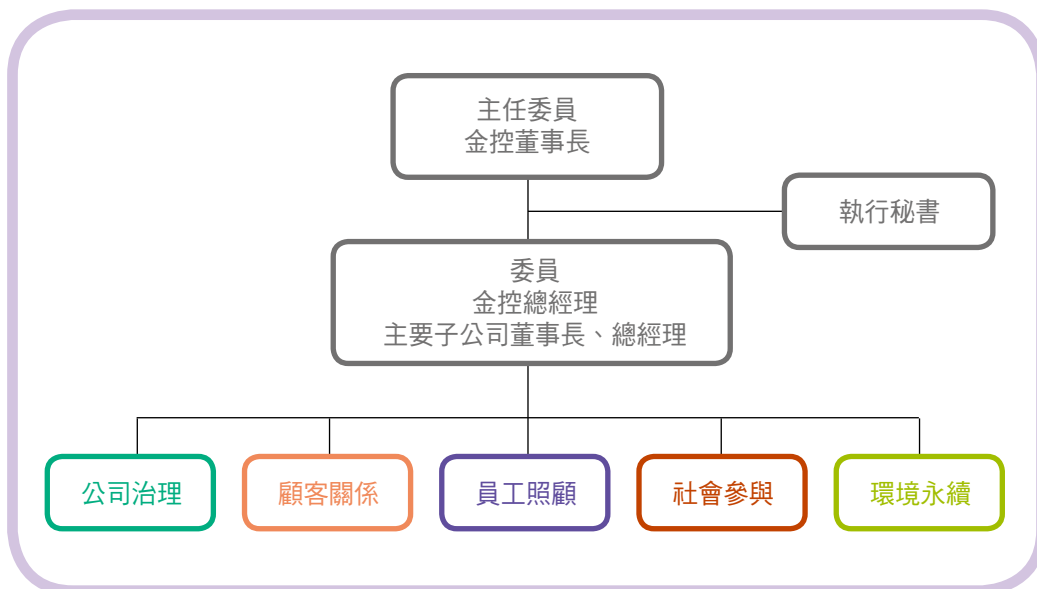 主任委員
金控董事長
執行秘書
委員
金控總經理
主要子公司董事長、總經理
公司治理
顧客關係
員工照顧
社會參與
環境永續